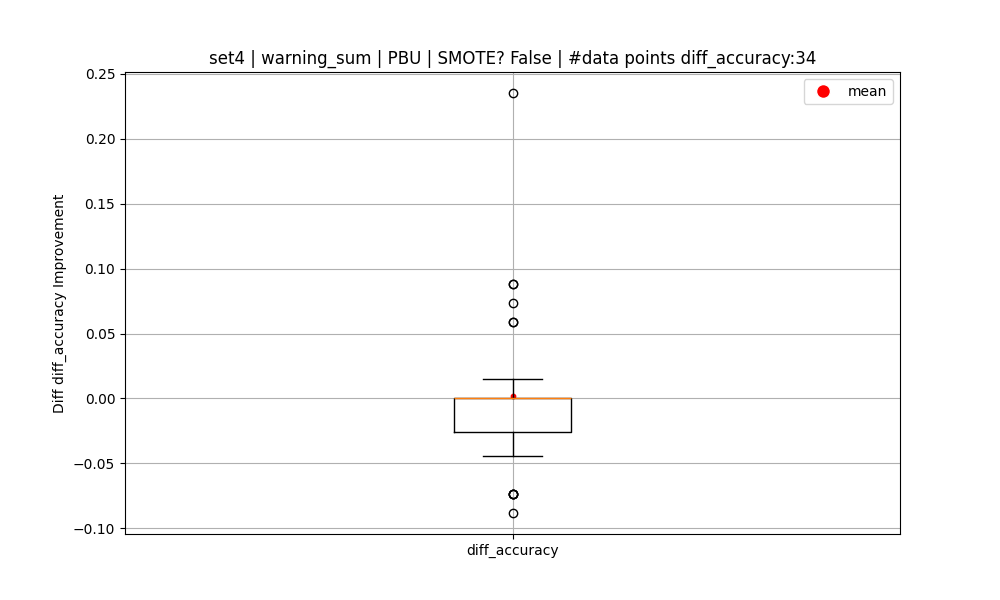 set4 | warning_sum | PBU | SMOTE? False | #data points diff_accuracy:34
mean
Diff diff_accuracy Improvement
0.25
0.20
0.15
0.10
0.05
0.00
−0.05
−0.10
diff_accuracy